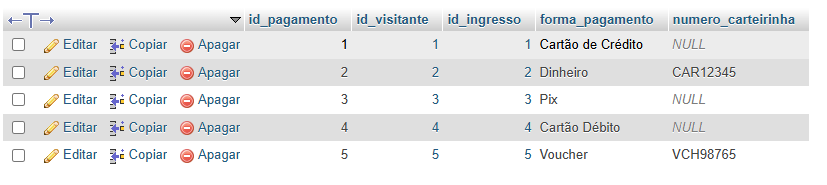 id_pagamento id_visitante id_ingresso forma_pagamento numero_carteirinha
Editar Copiar Apagar 1 1 1 Cartão de Crédito NULL
Editar Copiar Apagar 2 2 2 Dinheiro CAR12345
Editar Copiar Apagar 3 3 3 Pix NULL
Editar Copiar Apagar 4 4 4 Cartão Débito NULL
Editar Copiar Apagar 5 5 5 Voucher VCH98765